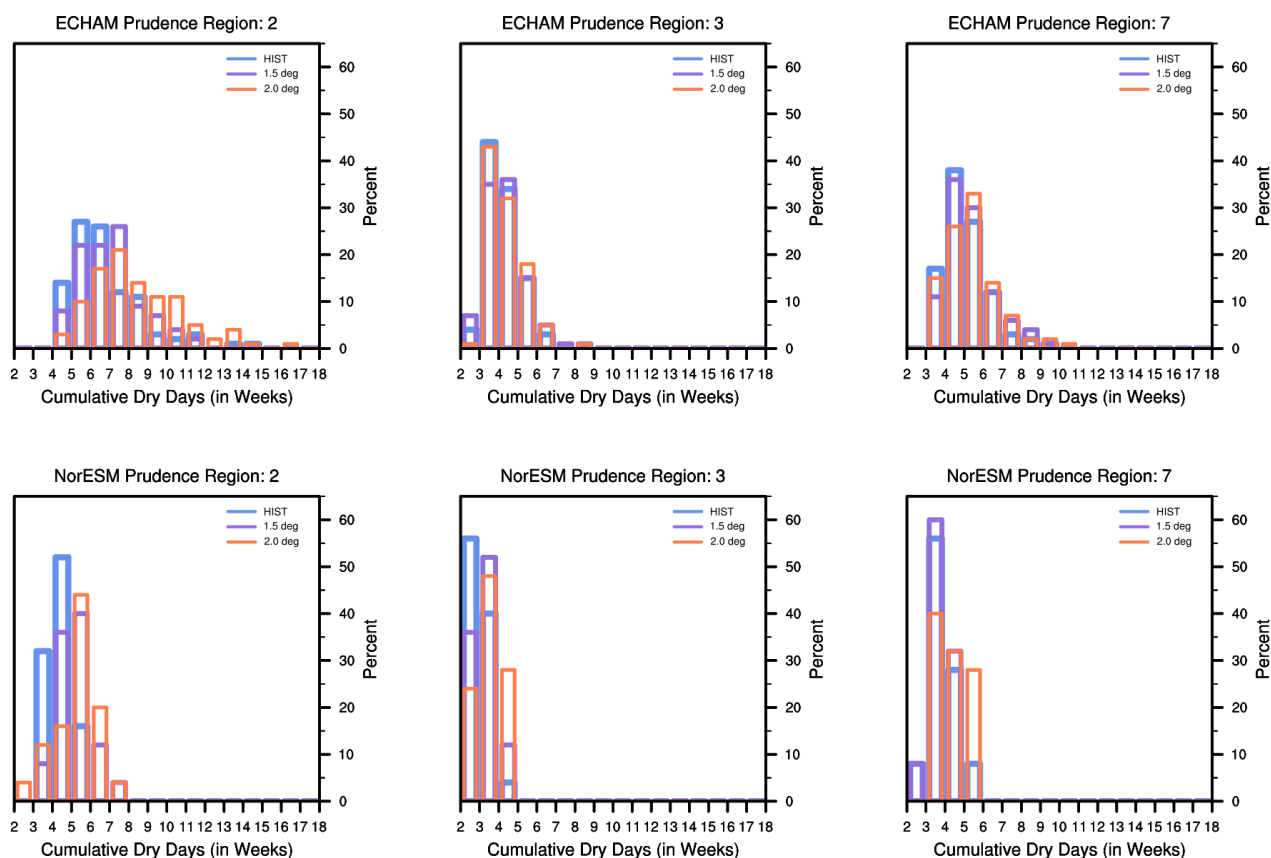 ECHAM Prudence Region: 2
HIST
1.5 deg
2.0 deg
60
50
40
30
20
10
0
Percent
2 3 4 5 6 7 8 9 10 11 12 13 14 15 16 17 18
Cumulative Dry Days (in Weeks)
ECHAM Prudence Region: 3
HIST
1.5 deg
2.0 deg
60
50
40
30
20
10
0
Percent
2 3 4 5 6 7 8 9 10 11 12 13 14 15 16 17 18
Cumulative Dry Days (in Weeks)
ECHAM Prudence Region: 7
HIST
1.5 deg
2.0 deg
60
50
40
30
20
10
0
Percent
2 3 4 5 6 7 8 9 10 11 12 13 14 15 16 17 18
Cumulative Dry Days (in Weeks)
NorESM Prudence Region: 2
HIST
1.5 deg
2.0 deg
60
50
40
30
20
10
0
Percent
2 3 4 5 6 7 8 9 10 11 12 13 14 15 16 17 18
Cumulative Dry Days (in Weeks)
NorESM Prudence Region: 3
HIST
1.5 deg
2.0 deg
60
50
40
30
20
10
0
Percent
2 3 4 5 6 7 8 9 10 11 12 13 14 15 16 17 18
Cumulative Dry Days (in Weeks)
NorESM Prudence Region: 7
HIST
1.5 deg
2.0 deg
60
50
40
30
20
10
0
Percent
2 3 4 5 6 7 8 9 10 11 12 13 14 15 16 17 18
Cumulative Dry Days (in Weeks)